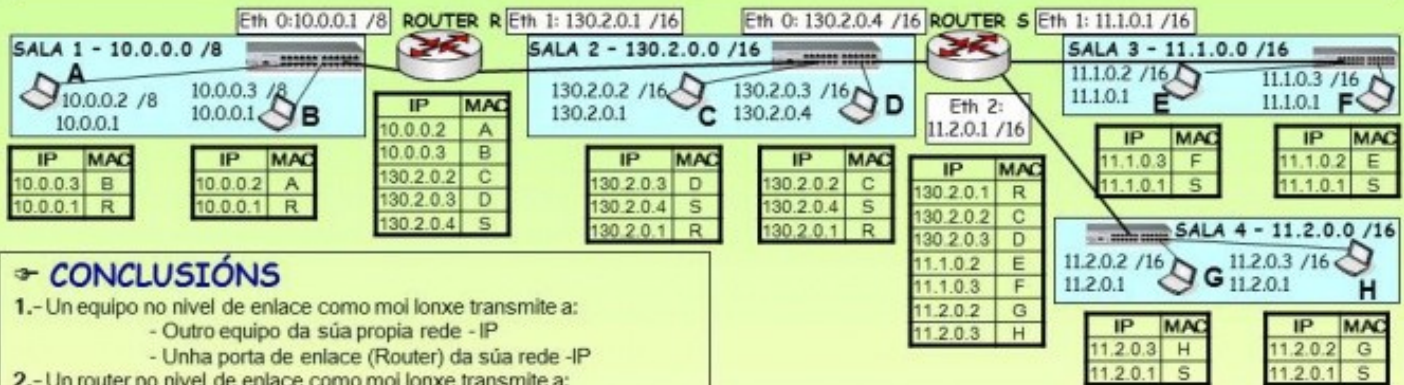 Eth 0:10.0.0.1 /8
ROUTER R
Eth 1: 130.2.0.1 /16
Eth 0: 130.2.0.4 /16
ROUTER S
Eth 1: 11.1.0.1 /16
SALA 1 - 10.0.0.0 /8
A
10.0.0.2 /8
10.0.0.1
10.0.0.3 /8
10.0.0.1
B
SALA 2 - 130.2.0.0 /16
130.2.0.2 /16
130.2.0.1
C
130.2.0.3 /16
130.2.0.4
D
Eth 2:
11.2.0.1 /16
SALA 3 - 11.1.0.0 /16
11.1.0.2 /16
11.1.0.1
E
11.1.0.3 /16
11.1.0.1
F
IP MAC
10.0.0.3 B
10.0.0.1 R
IP MAC
10.0.0.2 A
10.0.0.1 R
IP MAC
10.0.0.2 A
10.0.0.3 B
130.2.0.2 C
130.2.0.3 D
130.2.0.4 S
IP MAC
130.2.0.3 D
130.2.0.4 S
130.2.0.1 R
IP MAC
130.2.0.2 C
130.2.0.4 S
130.2.0.1 R
IP MAC
130.2.0.1 R
130.2.0.2 C
130.2.0.3 D
11.1.0.2 E
11.1.0.3 F
11.2.0.2 G
11.2.0.3 H
IP MAC
11.1.0.3 F
11.1.0.1 S
IP MAC
11.1.0.2 E
11.1.0.1 S
SALA 4 - 11.2.0.0 /16
11.2.0.2 /16
11.2.0.1
G
11.2.0.3 /16
11.2.0.1
H
IP MAC
11.2.0.3 H
11.2.0.1 S
IP MAC
11.2.0.2 G
11.2.0.1 S
☞ CONCLUSIÓNS
1.- Un equipo no nivel de enlace como moi lonxe transmite a:
- Outro equipo da súa propia rede - IP
- Unha porta de enlace (Router) da súa rede -IP
2.- Un router no nivel de enlace como moi lonxe transmite a: